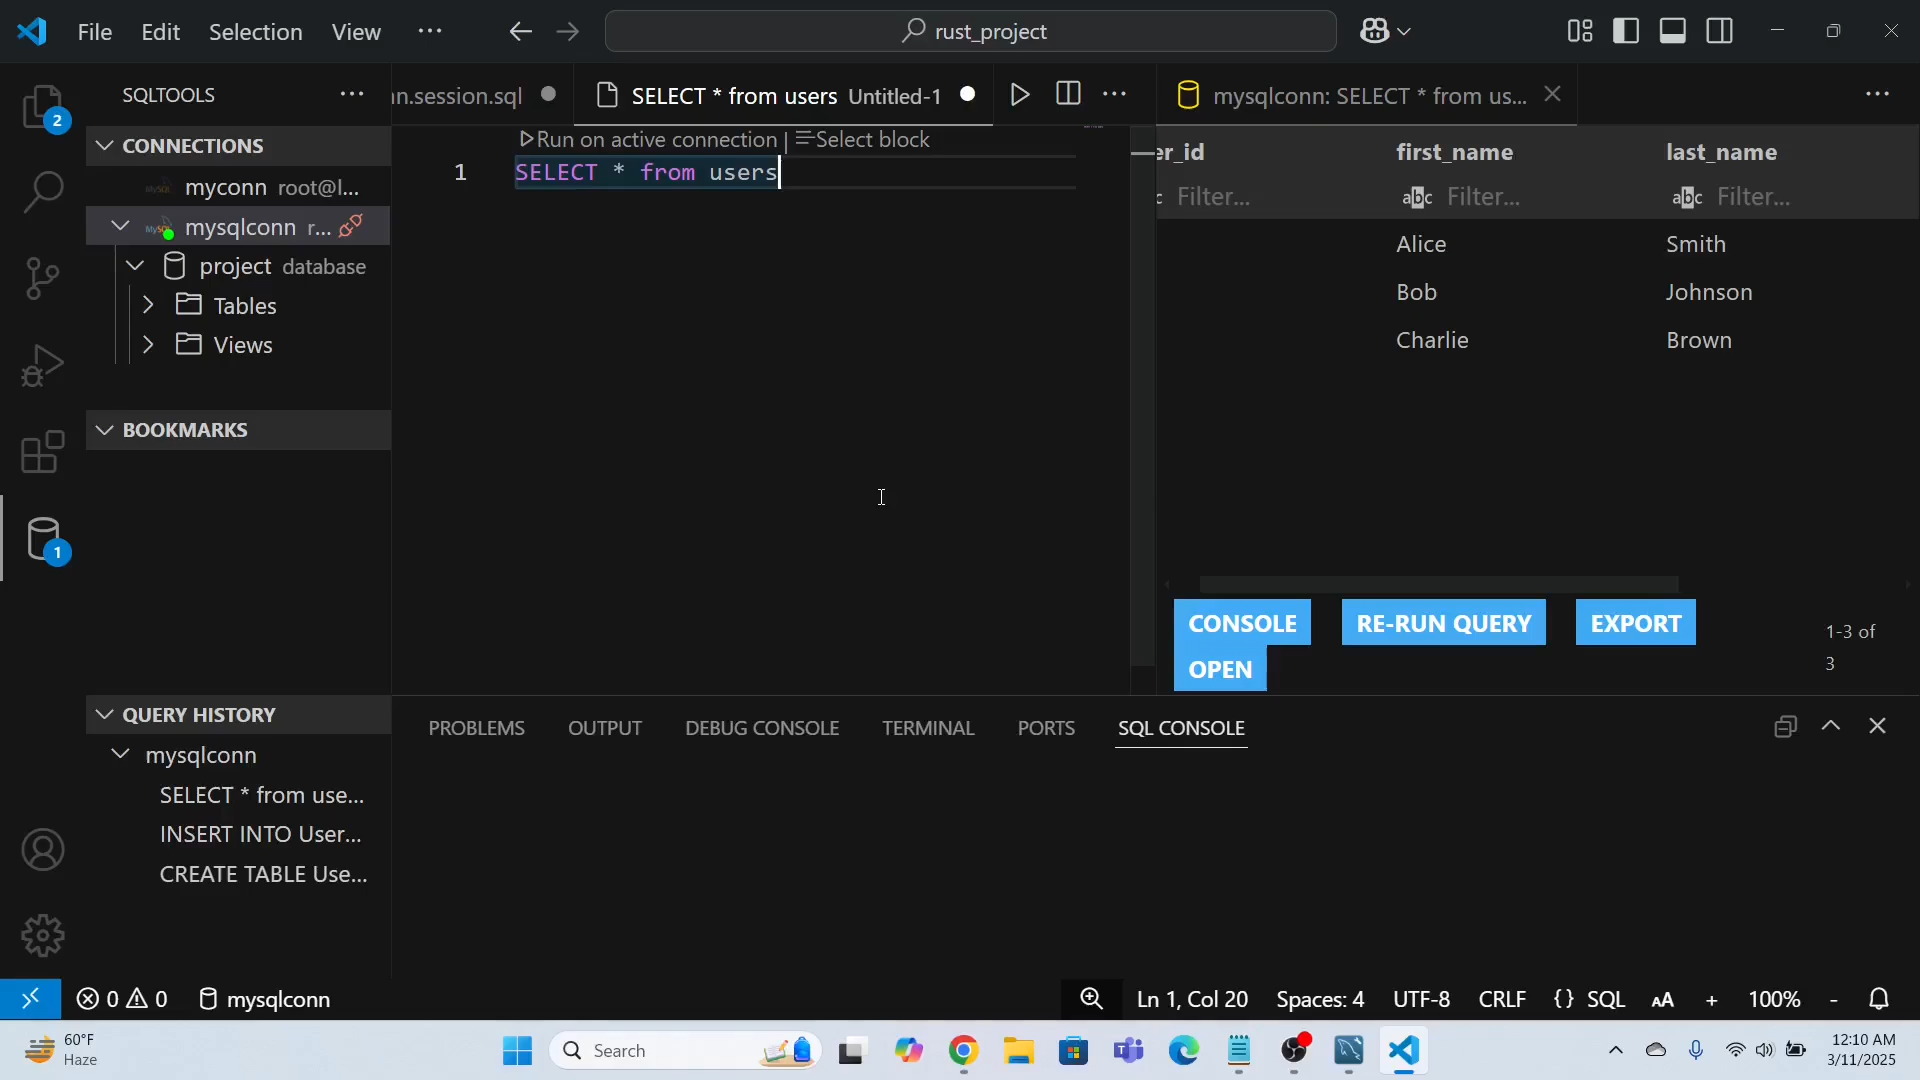 File Edit Selection View ··· rust_project
SQLTOOLS ···
n.session.sql
SELECT * from users Untitled-1
mysqlconn: SELECT * from us...
CONNECTIONS
myconn root@l...
mysqlconn r...
project database
Tables
Views
BOOKMARKS
Run on active connection | Select block
1 SELECT * from users
er_id first_name last_name
Filter... abc Filter... abc Filter...
Alice Smith
Bob Johnson
Charlie Brown
CONSOLE RE-RUN QUERY EXPORT
OPEN
1-3 of
3
QUERY HISTORY
mysqlconn
SELECT * from use...
INSERT INTO User...
CREATE TABLE Use...
PROBLEMS OUTPUT DEBUG CONSOLE TERMINAL PORTS SQL CONSOLE
2
1
0 0 mysqlconn
Ln 1, Col 20 Spaces: 4 UTF-8 CRLF {} SQL AA + 100% -
60°F
Haze
Search
12:10 AM
3/11/2025